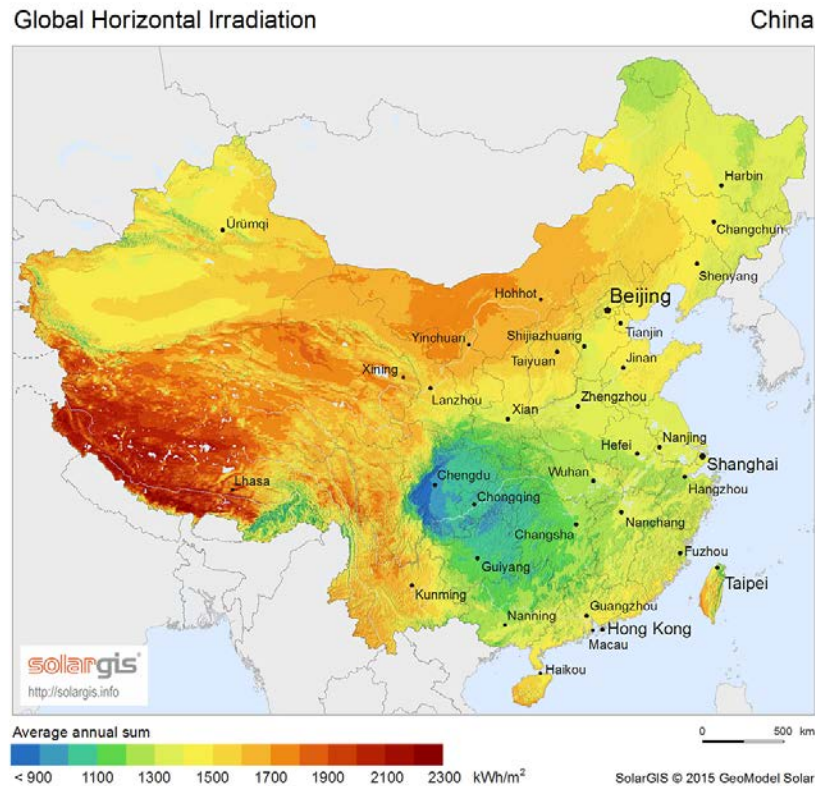 Global Horizontal Irradiation
China
Harbin
Ürümqi
Changchun
Shenyang
Hohhot
Beijing
Yinchuan
Shijiazhuang
Tianjin
Taiyuan
Jinan
Xining
Lanzhou
Zhengzhou
Xian
Hefei
Nanjing
Shanghai
Chengdu
Wuhan
Lhasa
Hangzhou
Chongqing
Changsha
Nanchang
Fuzhou
Guiyang
Taipei
Kunming
Guangzhou
Nanning
Hong Kong
Macau
Haikou
solargis
http://solargis.info
Average annual sum
0 500 km
< 900 1100 1300 1500 1700 1900 2100 2300 kWh/m²
SolarGIS © 2015 GeoModel Solar